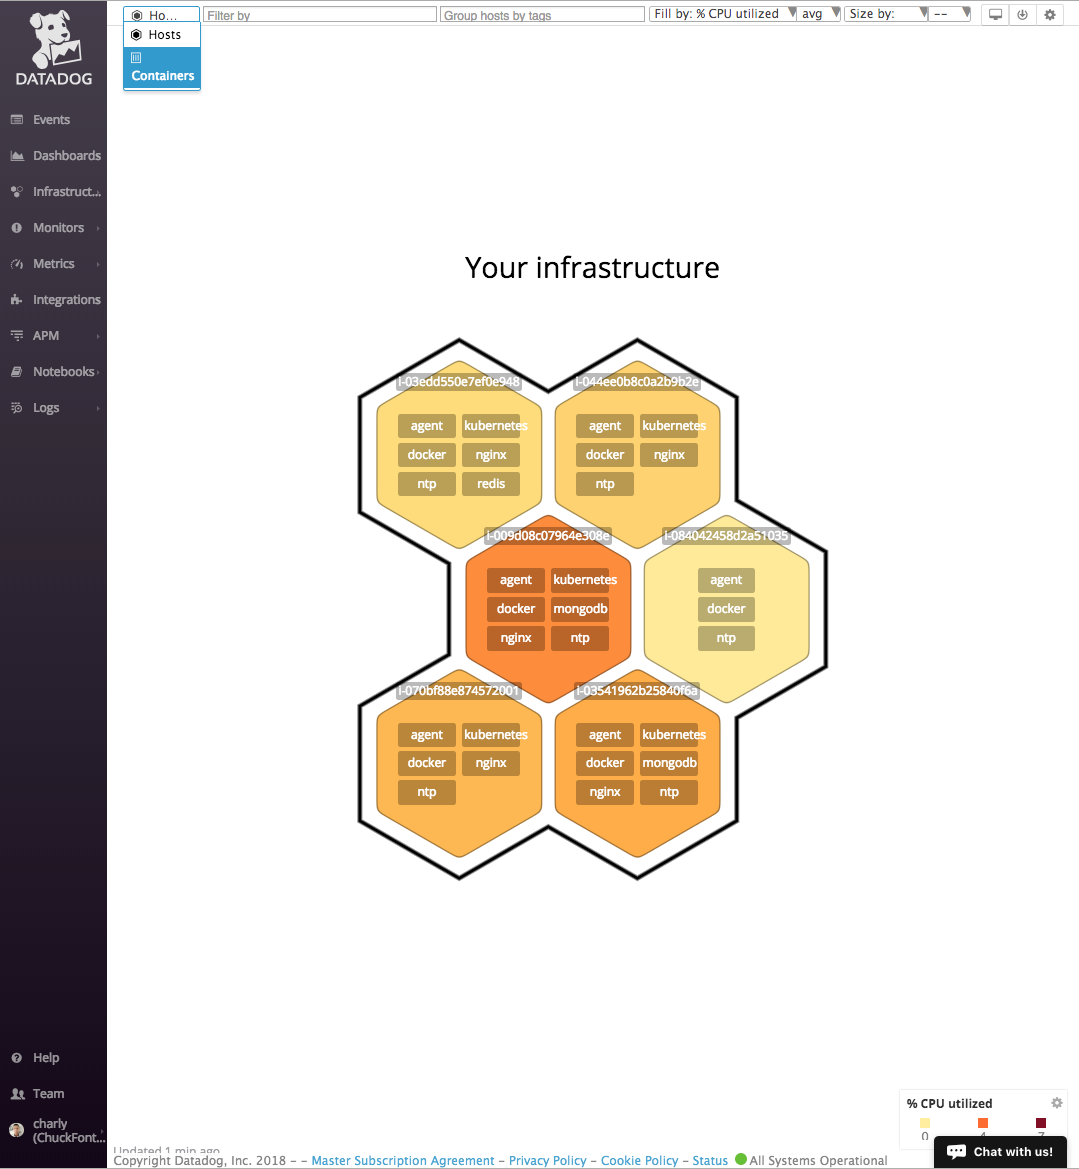 DATADOG
Events
Dashboards
Infrastruct...
Monitors
Metrics
Integrations
APM
Notebooks
Logs
Help
Team
charly
(ChuckFont...
Ho...
Filter by
Group hosts by tags
Fill by: % CPU utilized
avg
Size by:
--
Hosts
Containers
Your infrastructure
i-03edd550e7ef0e948
agent kubernetes
docker nginx
ntp redis
i-044ee0b8c0a2b9b2e
agent kubernetes
docker nginx
ntp
i-009d08c07964e308e
agent kubernetes
docker mongodb
nginx ntp
i-084042458d2a51035
agent
docker
ntp
i-070bf88e874572001
agent kubernetes
docker nginx
ntp
i-03541962b25840f6a
agent kubernetes
docker mongodb
nginx ntp
% CPU utilized
0 4 7
Updated 1 min ago
Copyright Datadog, Inc. 2018 - - Master Subscription Agreement - Privacy Policy - Cookie Policy - Status All Systems Operational
Chat with us!